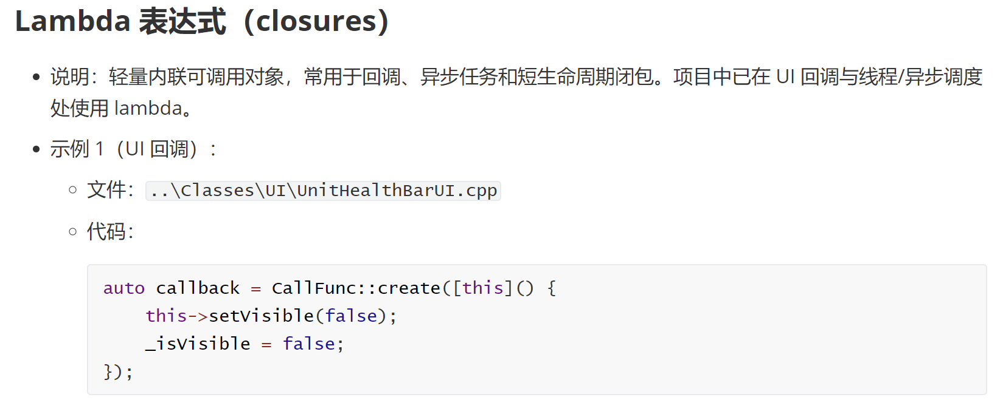 Lambda 表达式（closures）
说明：轻量内联可调用对象，常用于回调、异步任务和短生命周期闭包。项目中已在 UI 回调与线程/异步调度
处使用 lambda。
示例 1（UI 回调）：
文件：..\Classes\UI\UnitHealthBarUI.cpp
代码：
auto callback = CallFunc::create([this]() {
    this->setVisible(false);
    _isVisible = false;
});